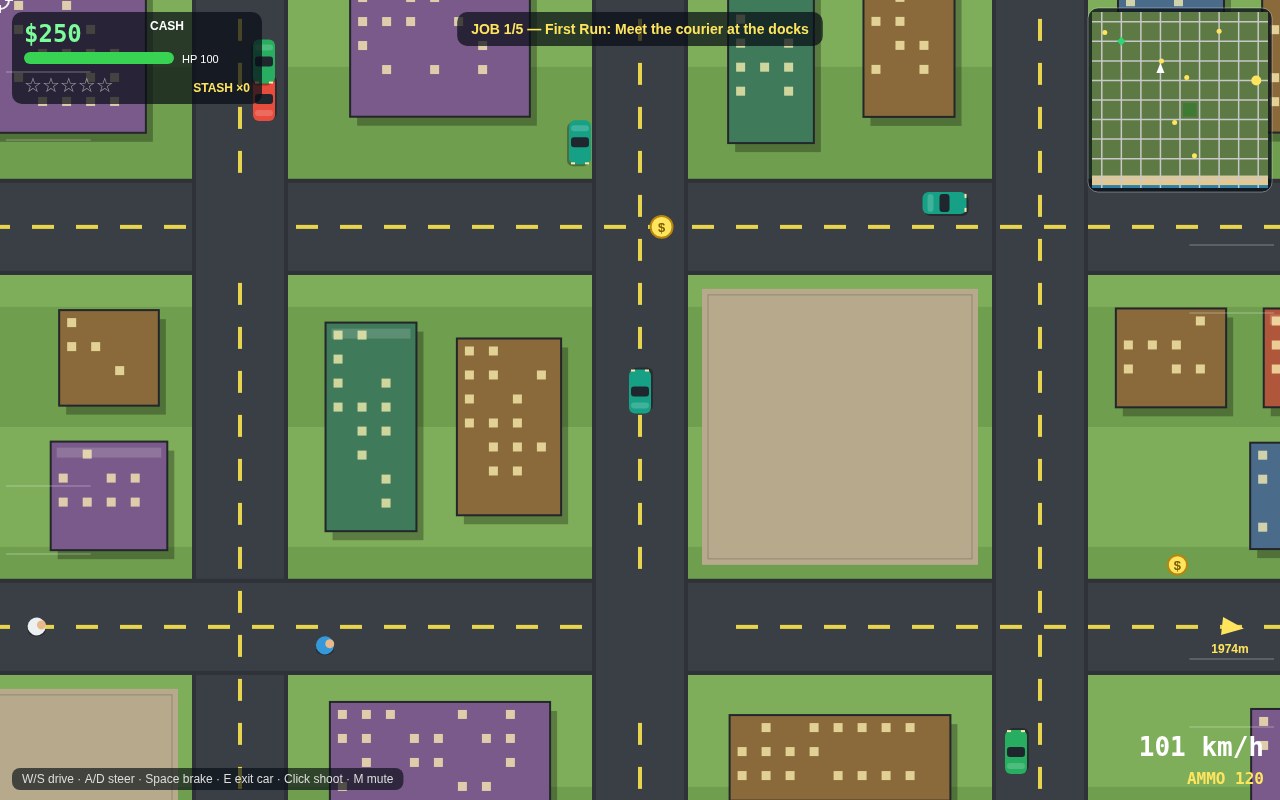 $250
CASH
HP 100
☆☆☆☆☆
STASH ×0
JOB 1/5 — First Run: Meet the courier at the docks
$
$
1974m
101 km/h
AMMO 120
W/S drive · A/D steer · Space brake · E exit car · Click shoot · M mute